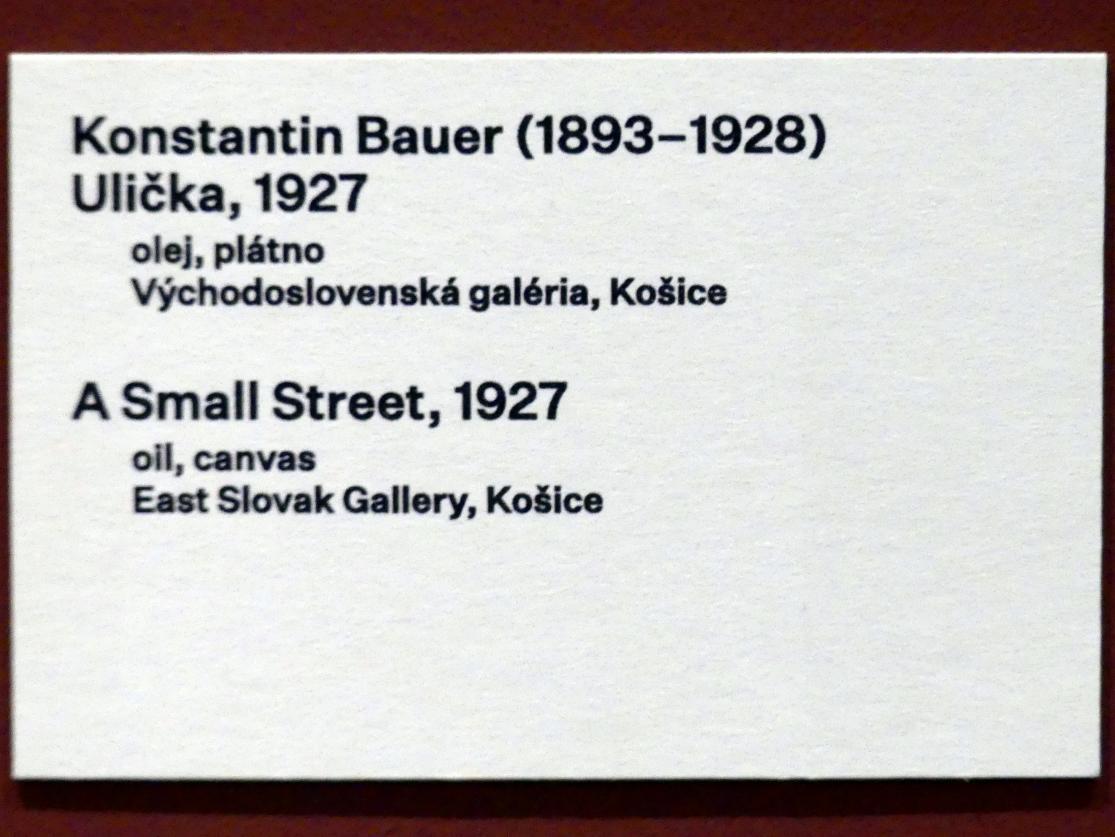 Konstantin Bauer (1893–1928)
Ulička, 1927
olej, plátno
Východoslovenská galéria, Košice
A Small Street, 1927
oil, canvas
East Slovak Gallery, Košice